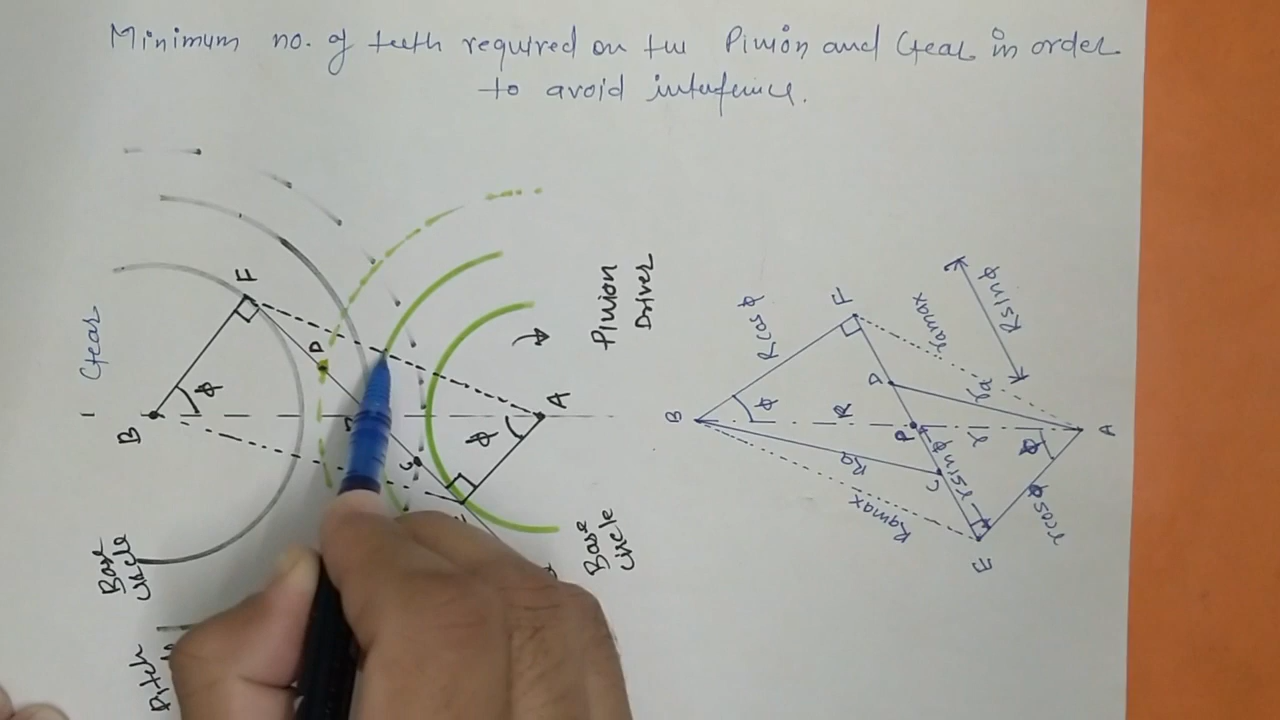 Minimum no. of teeth required on the Pinion and Gear in order
to avoid interference.
Gear
F
D
B
φ
φ
A
C
Pinion
Driver
Base
Circle
Base
Circle
Pitch
F
R cos φ
ra max
R sin φ
D
ra
B
φ
R
P
r
φ
A
Ra
C
r sin φ
Ra max
r cos φ
E